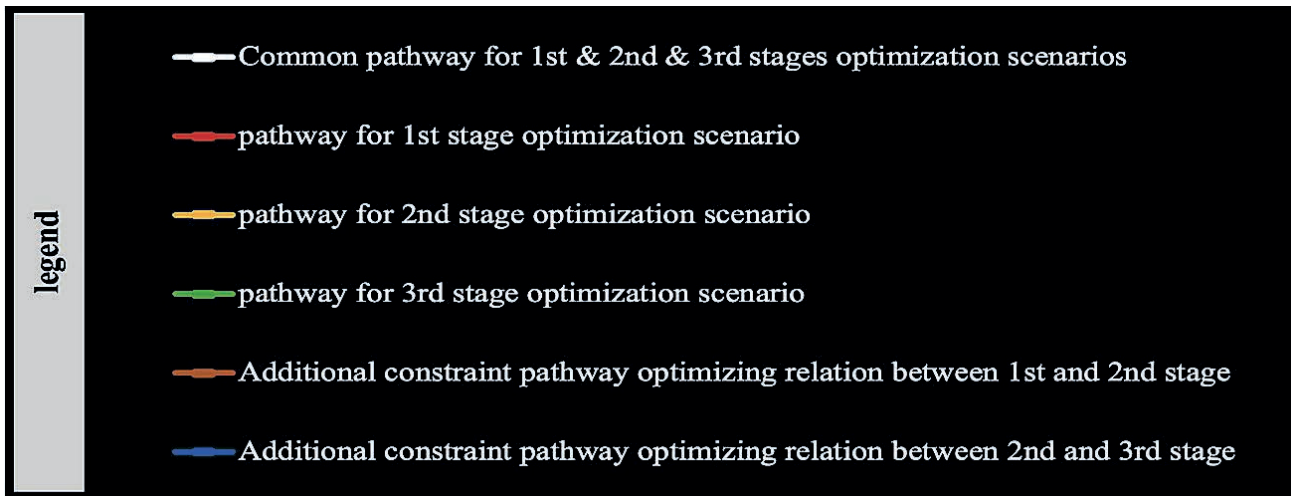 legend
Common pathway for 1st & 2nd & 3rd stages optimization scenarios
pathway for 1st stage optimization scenario
pathway for 2nd stage optimization scenario
pathway for 3rd stage optimization scenario
Additional constraint pathway optimizing relation between 1st and 2nd stage
Additional constraint pathway optimizing relation between 2nd and 3rd stage